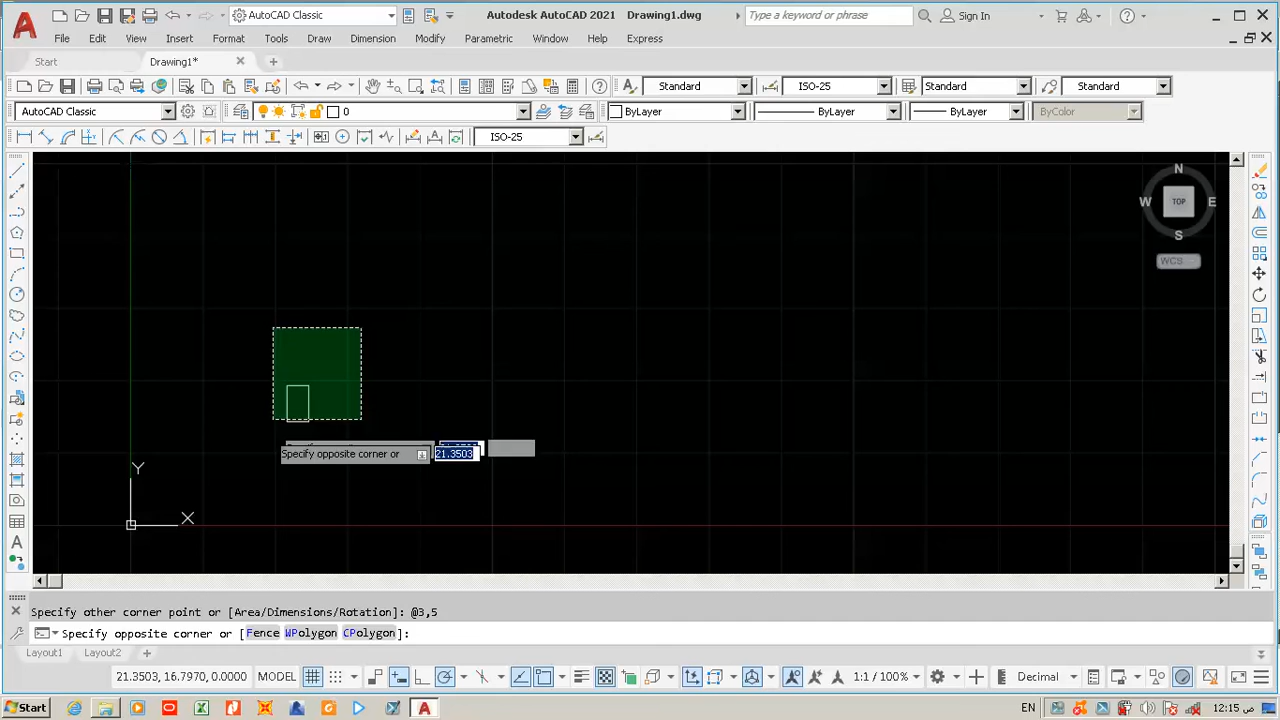 AutoCAD Classic
Autodesk AutoCAD 2021 Drawing1.dwg
Type a keyword or phrase
Sign In
File Edit View Insert Format Tools Draw Dimension Modify Parametric Window Help Express
Start
Drawing1*
Standard
ISO-25
Standard
Standard
AutoCAD Classic
0
ByLayer
ByLayer
ByLayer
ByColor
ISO-25
N
W
TOP
E
S
WCS
Y
X
Specify opposite corner or
21.3503
Specify other corner point or [Area/Dimensions/Rotation]: @3,5
Specify opposite corner or [Fence WPolygon CPolygon]:
Layout1 Layout2
21.3503, 16.7970, 0.0000 MODEL
1:1 / 100%
Decimal
Start
EN
12:15 ص